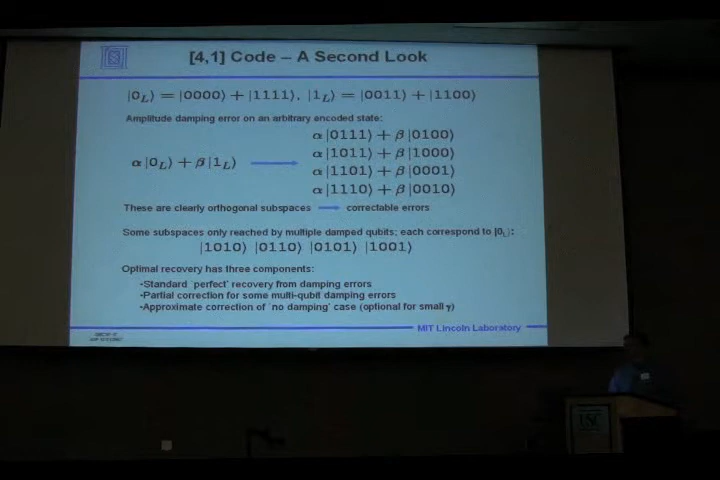 [4,1] Code – A Second Look
|0_L⟩ = |0000⟩ + |1111⟩, |1_L⟩ = |0011⟩ + |1100⟩
Amplitude damping error on an arbitrary encoded state:
α|0111⟩ + β|0100⟩
α|1011⟩ + β|1000⟩
α|0_L⟩ + β|1_L⟩
α|1101⟩ + β|0001⟩
α|1110⟩ + β|0010⟩
These are clearly orthogonal subspaces → correctable errors
Some subspaces only reached by multiple damped qubits; each correspond to |0_L⟩:
|1010⟩ |0110⟩ |0101⟩ |1001⟩
Optimal recovery has three components:
•Standard 'perfect' recovery from damping errors
•Partial correction for some multi-qubit damping errors
•Approximate correction of 'no damping' case (optional for small γ)
MIT Lincoln Laboratory
USC